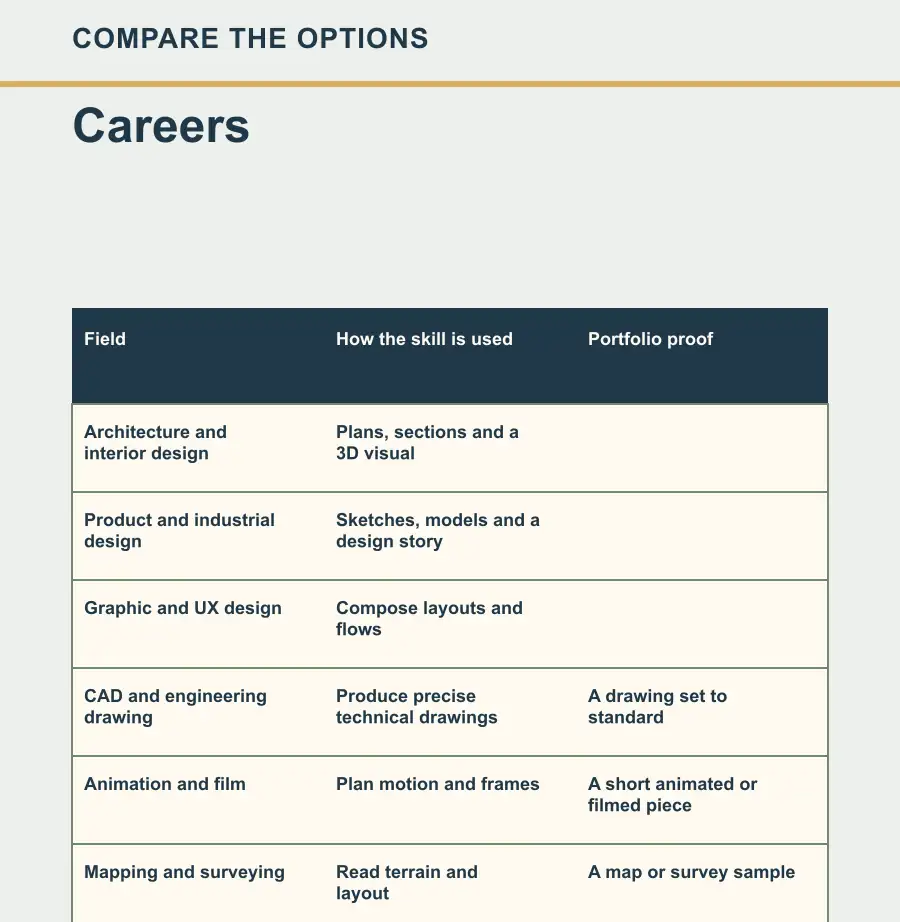 COMPARE THE OPTIONS
Careers
Field
How the skill is used
Portfolio proof
Architecture and
interior design
Plans, sections and a
3D visual
Product and industrial
design
Sketches, models and a
design story
Graphic and UX design
Compose layouts and
flows
CAD and engineering
drawing
Produce precise
technical drawings
A drawing set to
standard
Animation and film
Plan motion and frames
A short animated or
filmed piece
Mapping and surveying
Read terrain and
layout
A map or survey sample